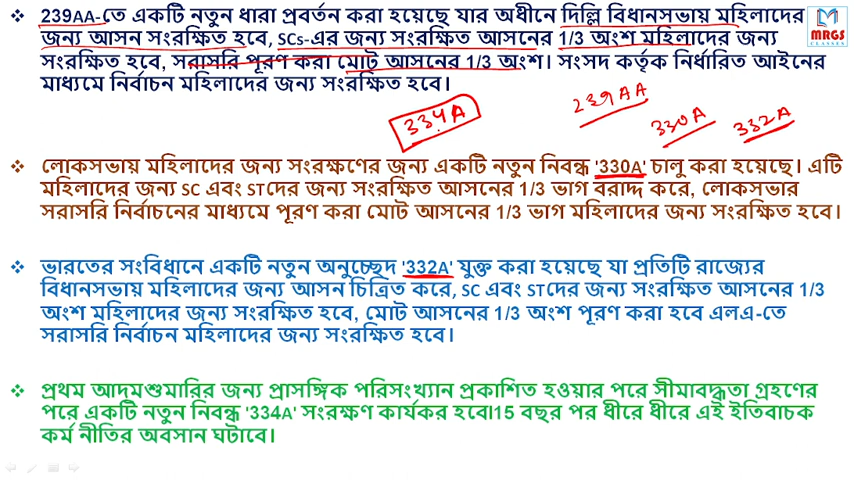 ❖ 239AA-তে একটি নতুন ধারা প্রবর্তন করা হয়েছে যার অধীনে দিল্লি বিধানসভায় মহিলাদের
জন্য আসন সংরক্ষিত হবে, SCs-এর জন্য সংরক্ষিত আসনের 1/3 অংশ মহিলাদের জন্য
সংরক্ষিত হবে, সরাসরি পূরণ করা মোট আসনের 1/3 অংশ। সংসদ কর্তৃক নির্ধারিত আইনের
মাধ্যমে নির্বাচন মহিলাদের জন্য সংরক্ষিত হবে।
MRGS
CLASSES
334A
239AA
330A
332A
❖ লোকসভায় মহিলাদের জন্য সংরক্ষণের জন্য একটি নতুন নিবন্ধ '330A' চালু করা হয়েছে। এটি
মহিলাদের জন্য SC এবং STদের জন্য সংরক্ষিত আসনের 1/3 ভাগ বরাদ্দ করে, লোকসভার
সরাসরি নির্বাচনের মাধ্যমে পূরণ করা মোট আসনের 1/3 ভাগ মহিলাদের জন্য সংরক্ষিত হবে।
❖ ভারতের সংবিধানে একটি নতুন অনুচ্ছেদ '332A' যুক্ত করা হয়েছে যা প্রতিটি রাজ্যের
বিধানসভায় মহিলাদের জন্য আসন চিত্রিত করে, SC এবং STদের জন্য সংরক্ষিত আসনের 1/3
অংশ মহিলাদের জন্য সংরক্ষিত হবে, মোট আসনের 1/3 অংশ পূরণ করা হবে এলএ-তে
সরাসরি নির্বাচন মহিলাদের জন্য সংরক্ষিত হবে।
❖ প্রথম আদমশুমারির জন্য প্রাসঙ্গিক পরিসংখ্যান প্রকাশিত হওয়ার পরে সীমাবদ্ধতা গ্রহণের
পরে একটি নতুন নিবন্ধ '334A' সংরক্ষণ কার্যকর হবে।15 বছর পর ধীরে ধীরে এই ইতিবাচক
কর্ম নীতির অবসান ঘটাবে।